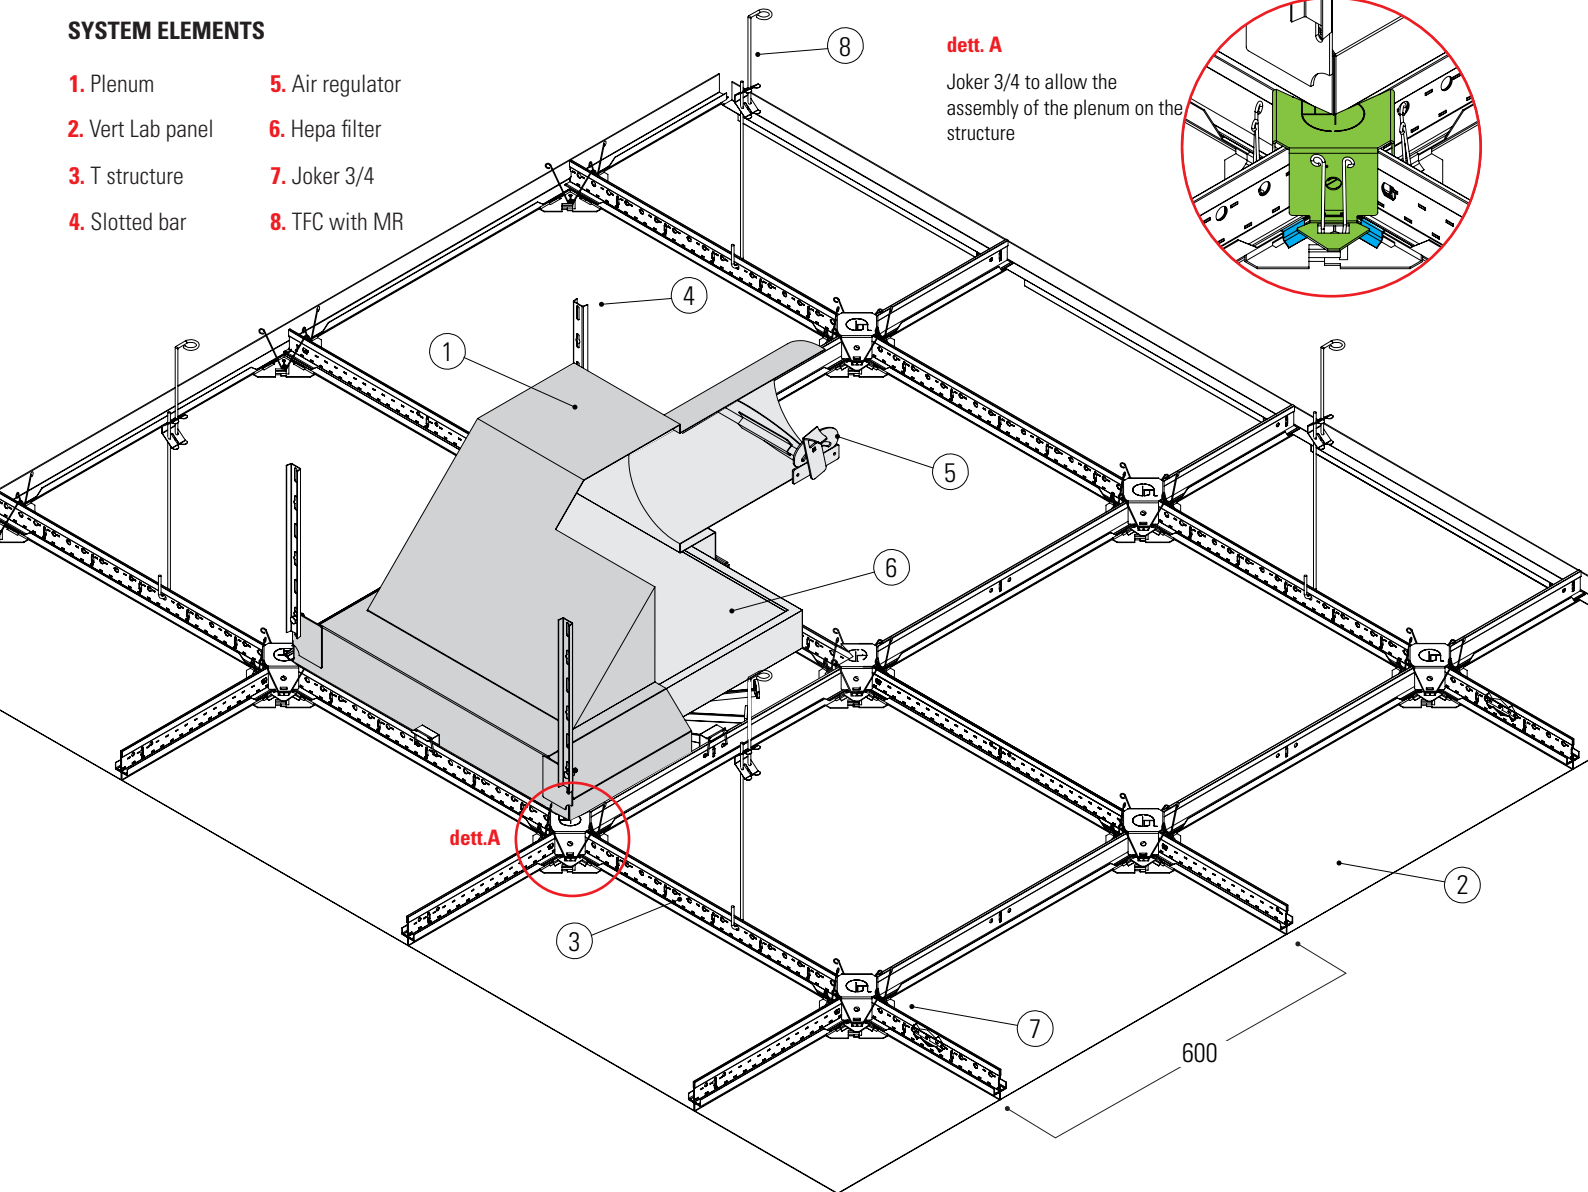 SYSTEM ELEMENTS
1. Plenum
2. Vert Lab panel
3. T structure
4. Slotted bar
5. Air regulator
6. Hepa filter
7. Joker 3/4
8. TFC with MR
dett. A
Joker 3/4 to allow the
assembly of the plenum on the
structure
8
4
1
5
6
dett.A
3
2
7
600